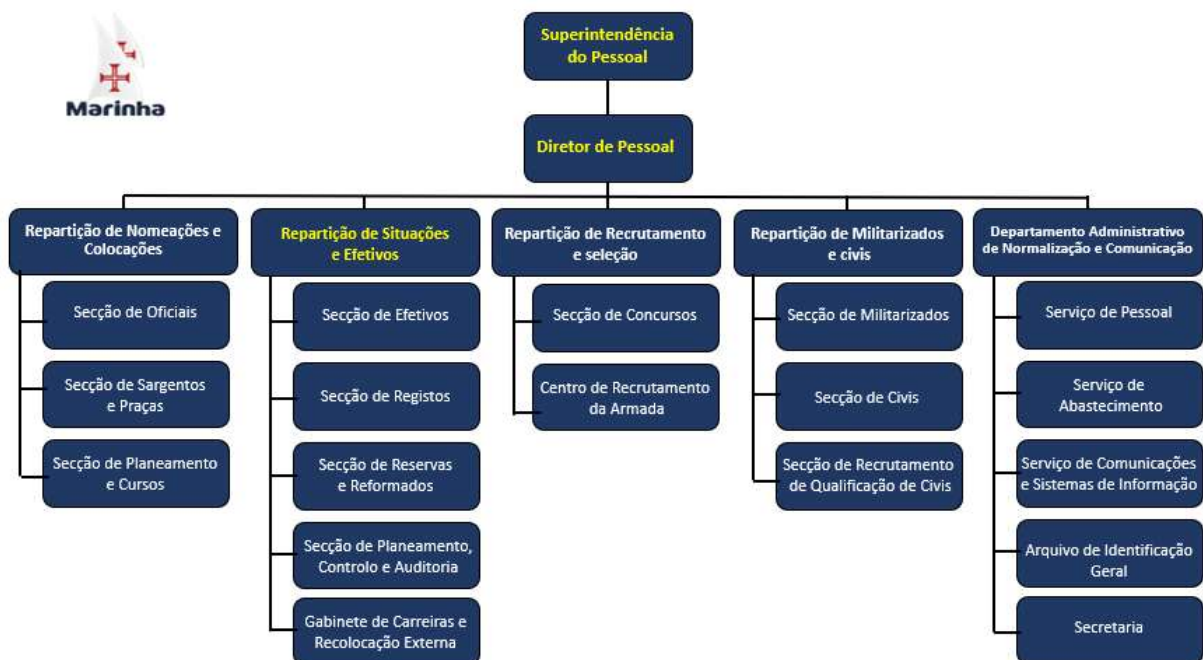 Marinha
Superintendência
do Pessoal
Diretor de Pessoal
Repartição de Nomeações e
Colocações
Secção de Oficiais
Secção de Sargentos
e Praças
Secção de Planeamento
e Cursos
Repartição de Situações
e Efetivos
Secção de Efetivos
Secção de Registos
Secção de Reservas
e Reformados
Secção de Planeamento,
Controlo e Auditoria
Gabinete de Carreiras e
Recolocação Externa
Repartição de Recrutamento
e seleção
Secção de Concursos
Centro de Recrutamento
da Armada
Repartição de Militarizados
e civis
Secção de Militarizados
Secção de Civis
Secção de Recrutamento
de Qualificação de Civis
Departamento Administrativo
de Normalização e Comunicação
Serviço de Pessoal
Serviço de
Abastecimento
Serviço de Comunicações
e Sistemas de Informação
Arquivo de Identificação
Geral
Secretaria